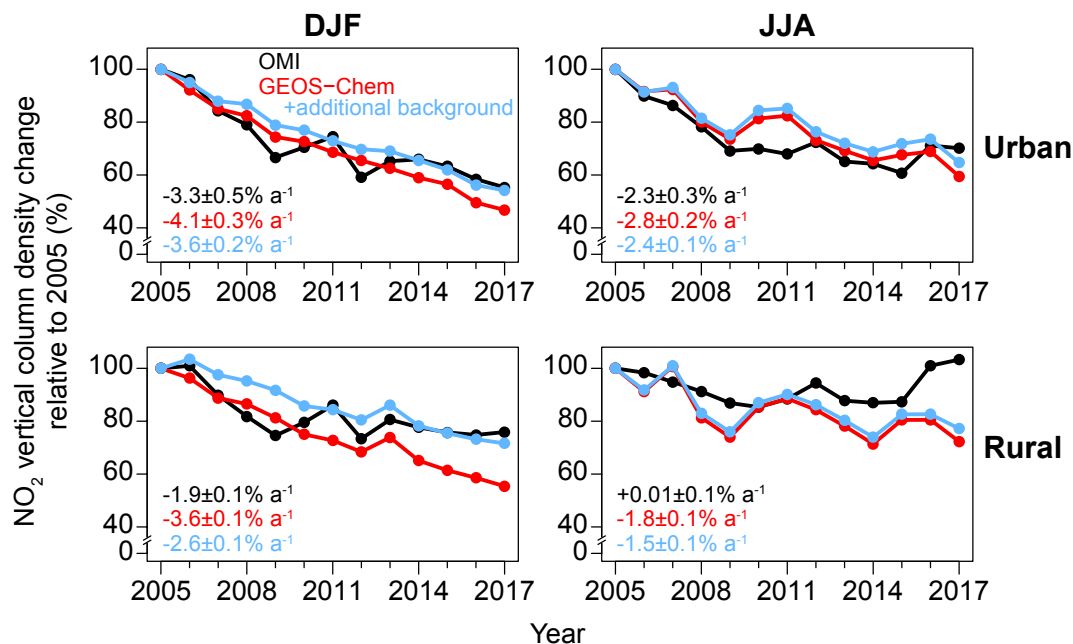 DJF
JJA
NO₂ vertical column density change
relative to 2005 (%)
100
80
60
40
0
OMI
GEOS−Chem
+additional background
-3.3±0.5% a⁻¹
-4.1±0.3% a⁻¹
-3.6±0.2% a⁻¹
2005 2008 2011 2014 2017
100
80
60
40
0
-2.3±0.3% a⁻¹
-2.8±0.2% a⁻¹
-2.4±0.1% a⁻¹
2005 2008 2011 2014 2017
Urban
100
80
60
40
0
-1.9±0.1% a⁻¹
-3.6±0.1% a⁻¹
-2.6±0.1% a⁻¹
2005 2008 2011 2014 2017
100
80
60
40
0
+0.01±0.1% a⁻¹
-1.8±0.1% a⁻¹
-1.5±0.1% a⁻¹
2005 2008 2011 2014 2017
Rural
Year